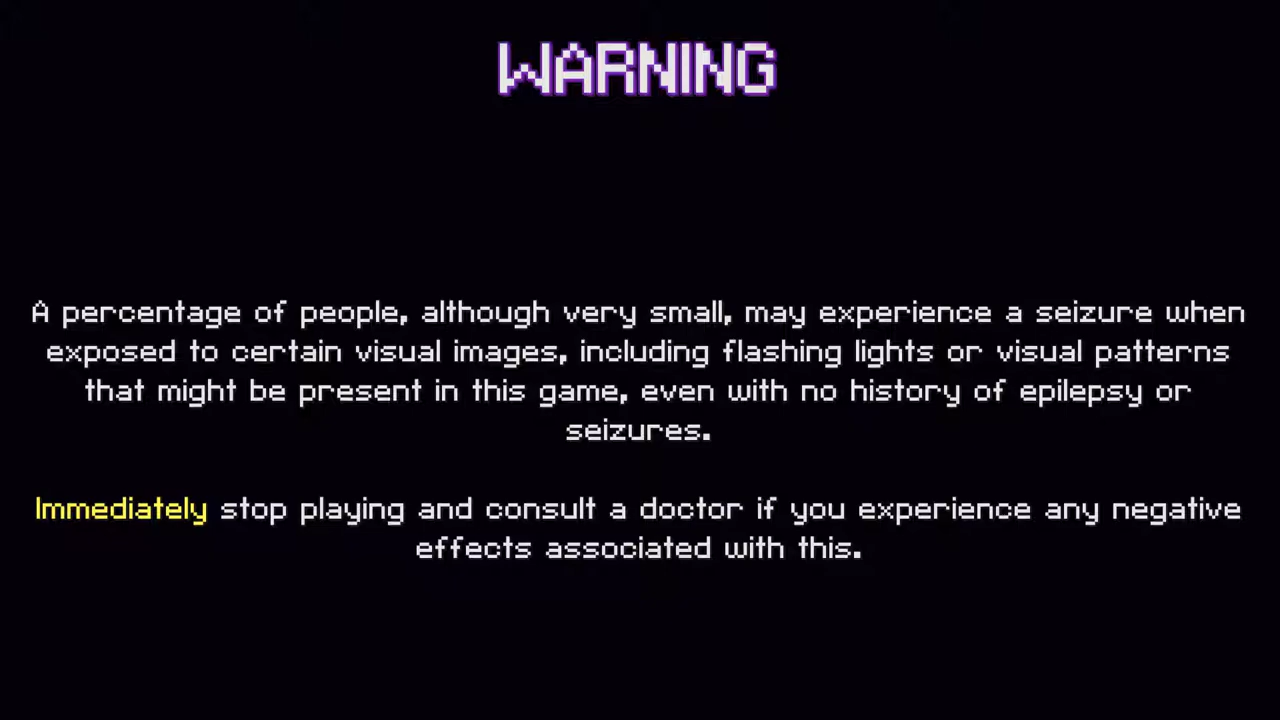 WARNING
A percentage of people, although very small, may experience a seizure when
exposed to certain visual images, including flashing lights or visual patterns
that might be present in this game, even with no history of epilepsy or
seizures.
Immediately stop playing and consult a doctor if you experience any negative
effects associated with this.